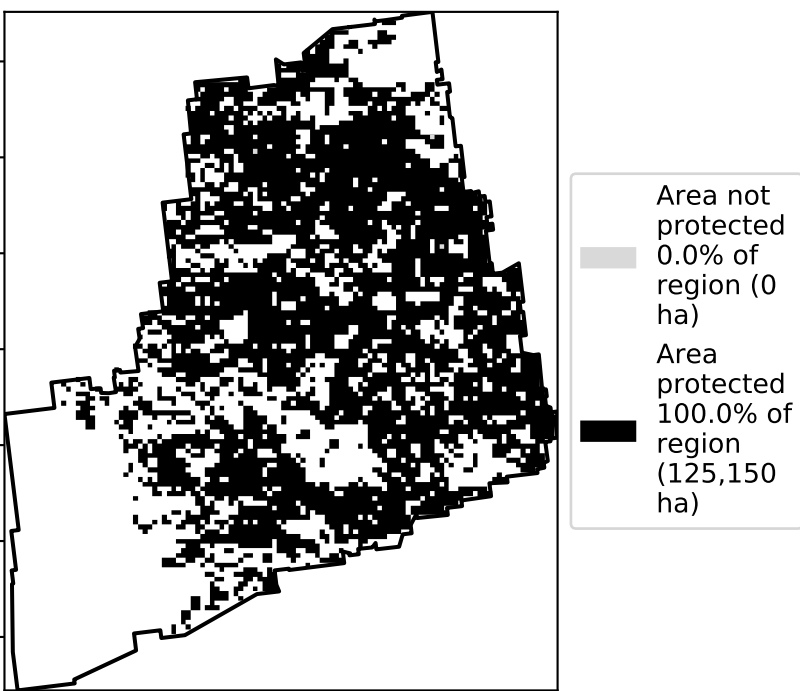 Area not
protected
0.0% of
region (0
ha)
Area
protected
100.0% of
region
(125,150
ha)